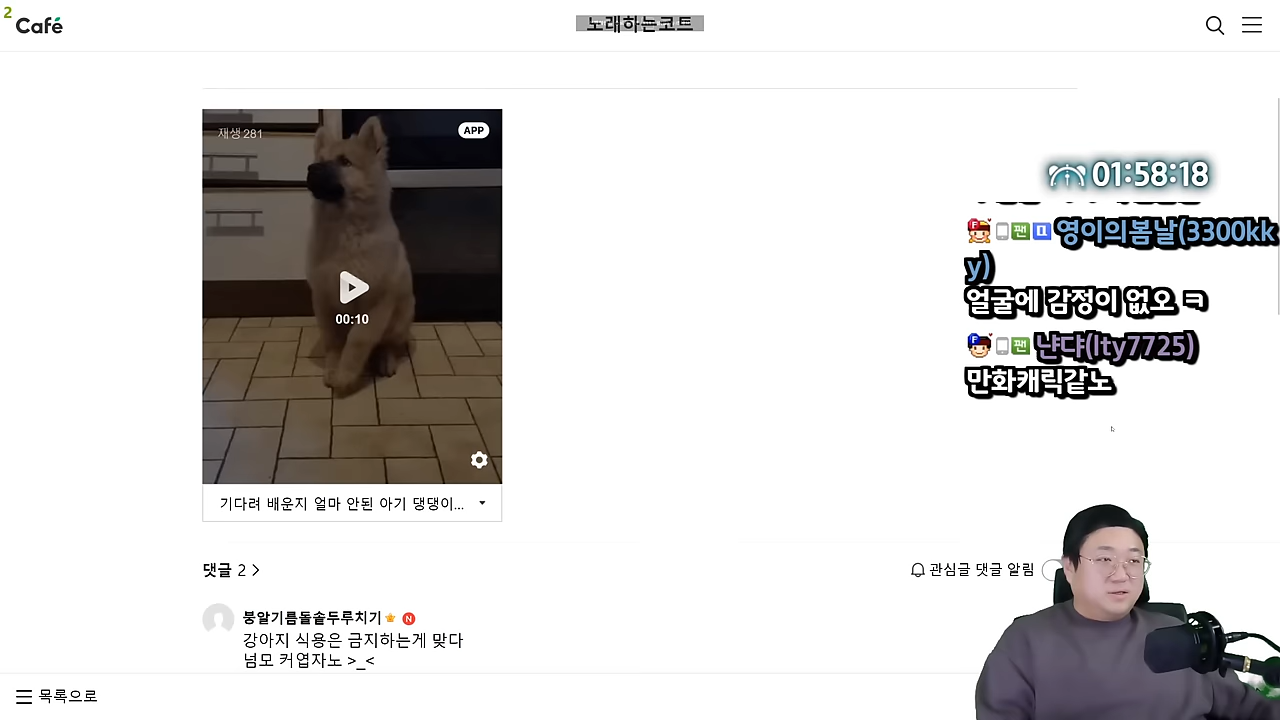 2
Café
노래하는코트
재생 281
APP
01:58:18
영이의봄날(3300kk
y)
얼굴에 감정이 없오 ㅋ
팬
냔댜(lty7725)
만화캐릭같노
00:10
기다려 배운지 얼마 안된 아기 댕댕이...
댓글 2
관심글 댓글 알림
붕알기름돌솥두루치기
N
강아지 식용은 금지하는게 맞다
넘모 커엽자노 >_<
목록으로